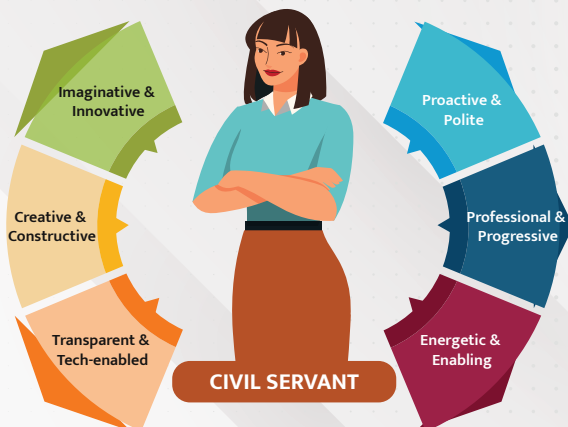 Imaginative &
Innovative
Proactive &
Polite
Creative &
Constructive
Professional &
Progressive
Transparent &
Tech-enabled
Energetic &
Enabling
CIVIL SERVANT